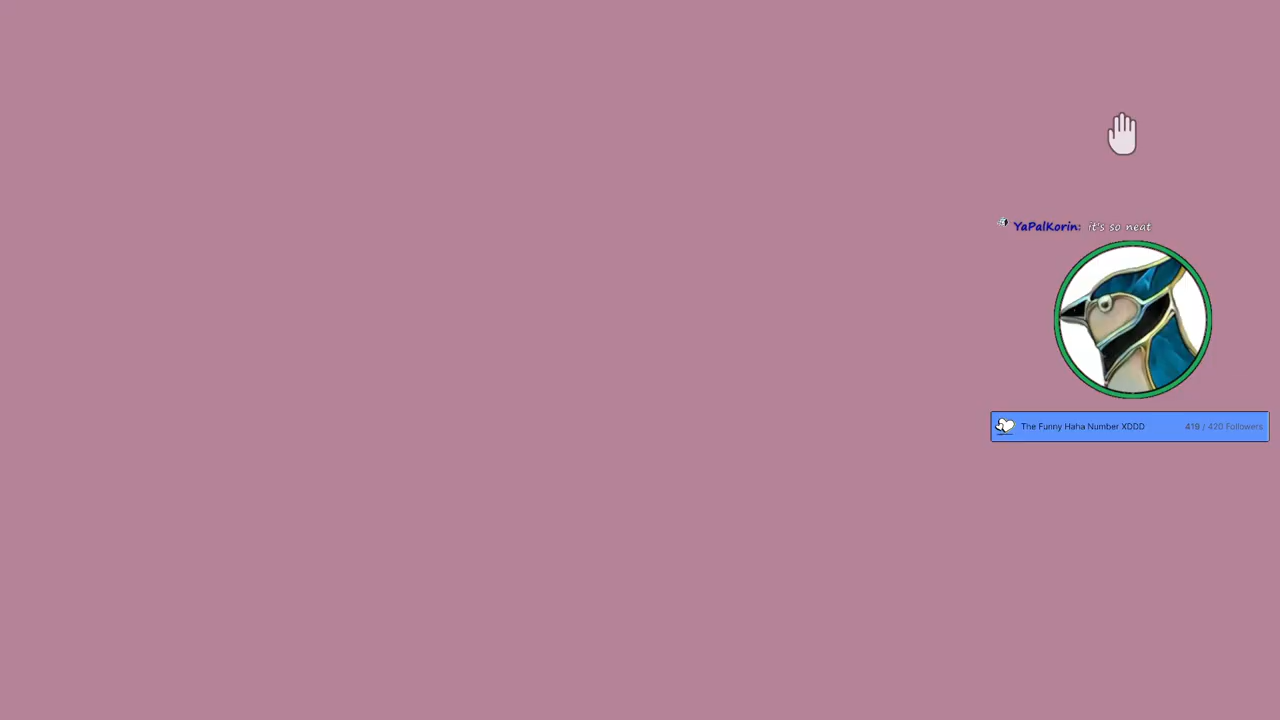 YaPalKorin: it's so neat
The Funny Haha Number XDDD 419 / 420 Followers